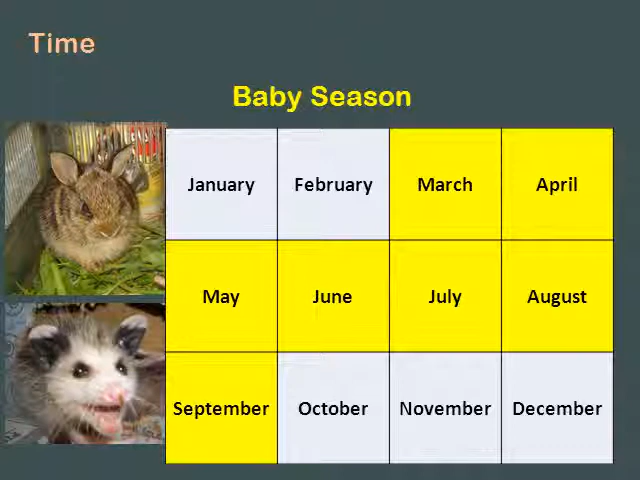 Time
Baby Season
January February March April
May June July August
September October November December